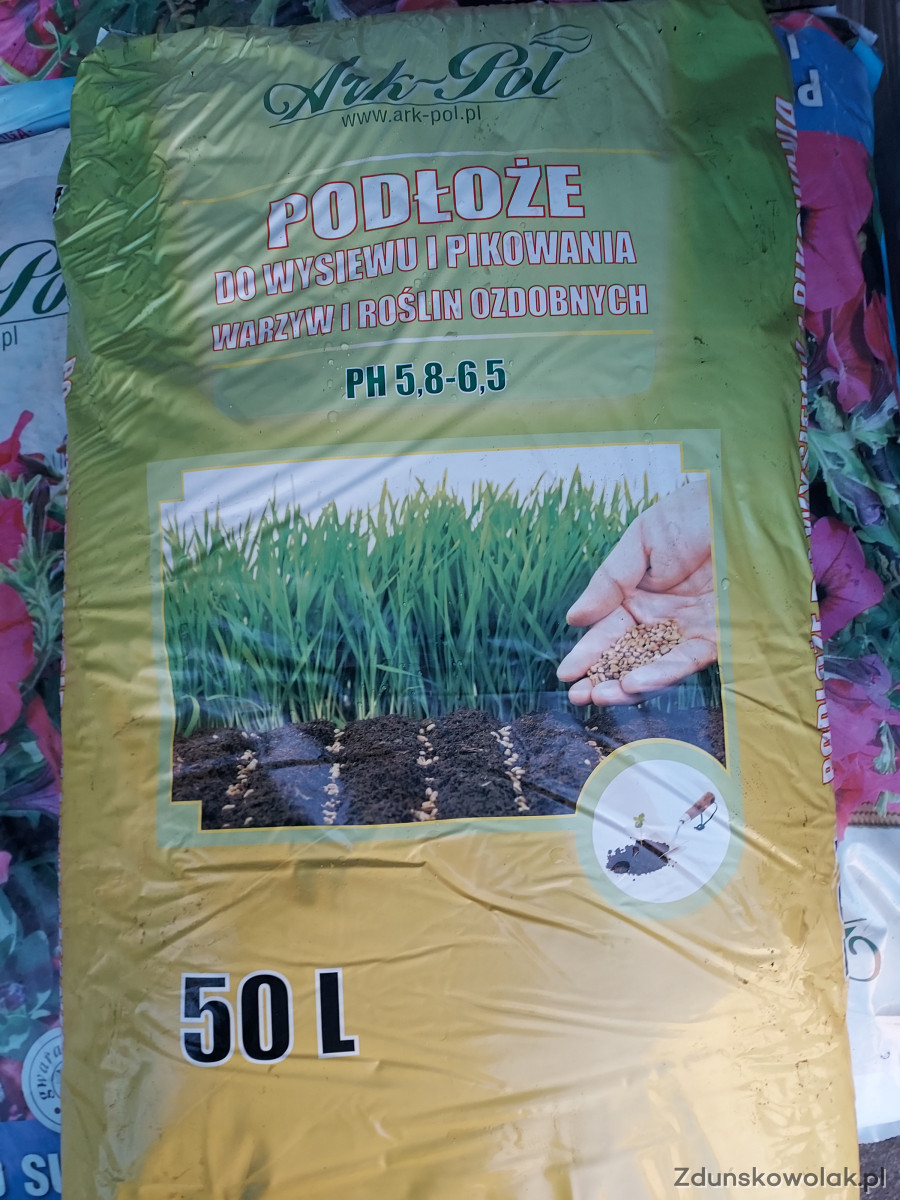 Ark-Pol
www.ark-pol.pl
PODŁOŻE
DO WYSIEWU I PIKOWANIA
WARZYW I ROŚLIN OZDOBNYCH
PH 5,8-6,5
50 L
Zdunskowolak.pl